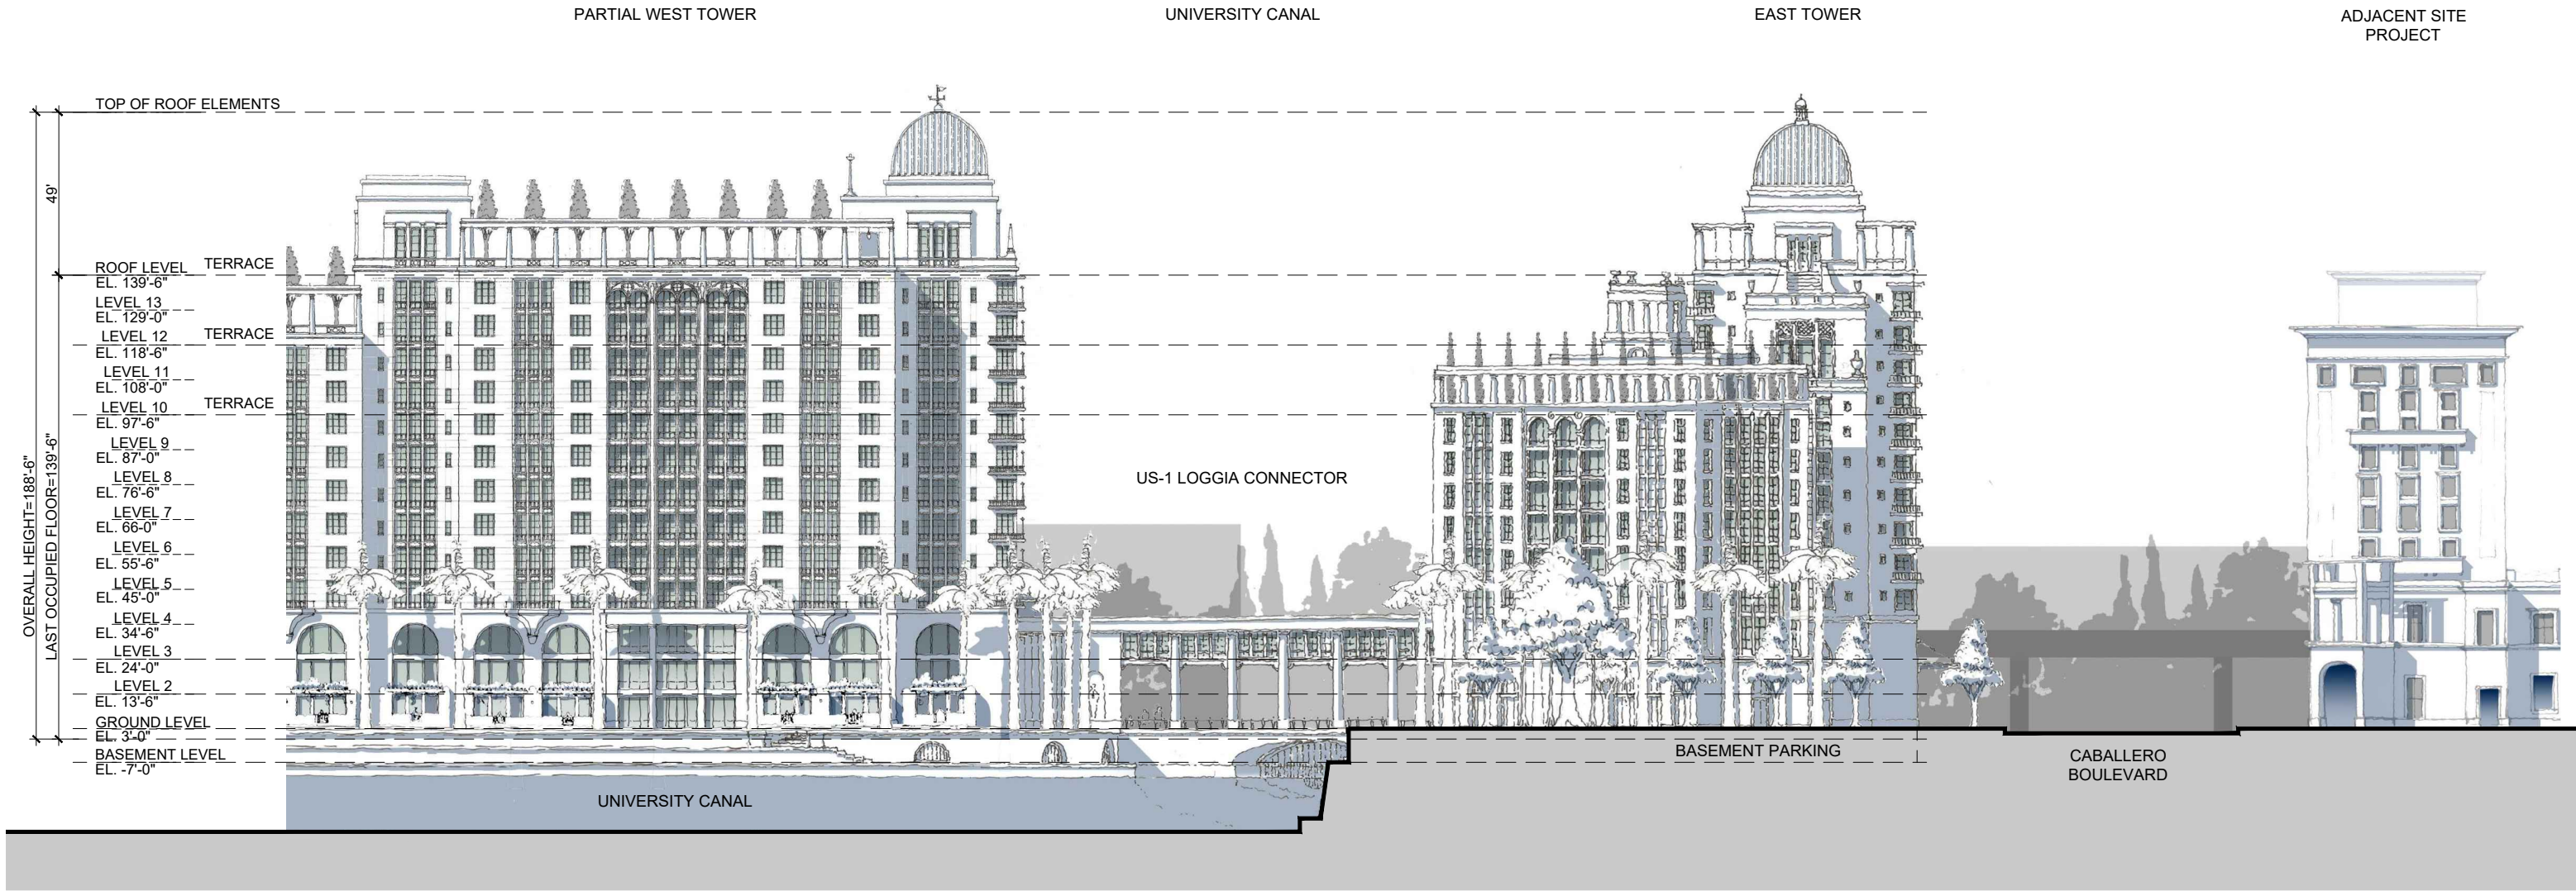 PARTIAL WEST TOWER
UNIVERSITY CANAL
EAST TOWER
ADJACENT SITE
PROJECT
TOP OF ROOF ELEMENTS
49'
ROOF LEVEL TERRACE
EL. 139'-6"
LEVEL 13
EL. 129'-0"
LEVEL 12 TERRACE
EL. 118'-6"
LEVEL 11
EL. 108'-0"
LEVEL 10 TERRACE
EL. 97'-6"
LEVEL 9
EL. 87'-0"
LEVEL 8
EL. 76'-6"
LEVEL 7
EL. 66-0"
LEVEL 6
EL. 55'-6"
LEVEL 5
EL. 45'-0"
LEVEL 4
EL. 34'-6"
LEVEL 3
EL. 24'-0"
LEVEL 2
EL. 13'-6"
GROUND LEVEL
EL. 3'-0"
BASEMENT LEVEL
EL. -7'-0"
OVERALL HEIGHT=188'-6"
LAST OCCUPIED FLOOR=139'-6"
US-1 LOGGIA CONNECTOR
UNIVERSITY CANAL
BASEMENT PARKING
CABALLERO
BOULEVARD